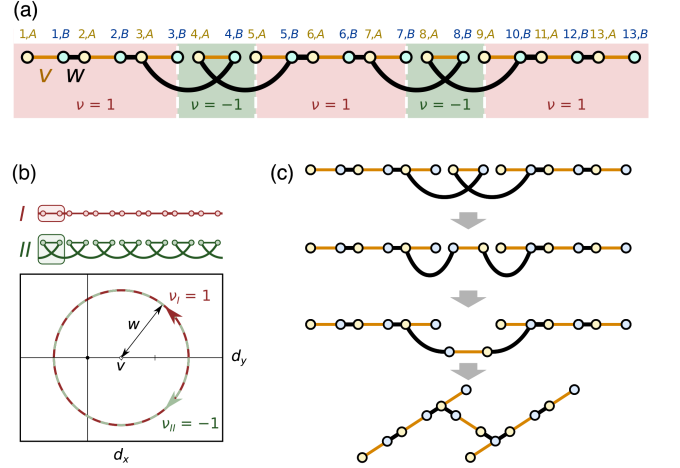 (a)
1,A 1,B 2,A 2,B 3,A 3,B 4,A 4,B 5,A 5,B 6,A 6,B 7,A 7,B 8,A 8,B 9,A 10,B 11,A 12,B 13,A 13,B
v w
ν = 1 ν = −1 ν = 1 ν = −1 ν = 1
(b)
I
II
ν_I = 1
w
v
d_y
ν_II = −1
d_x
(c)